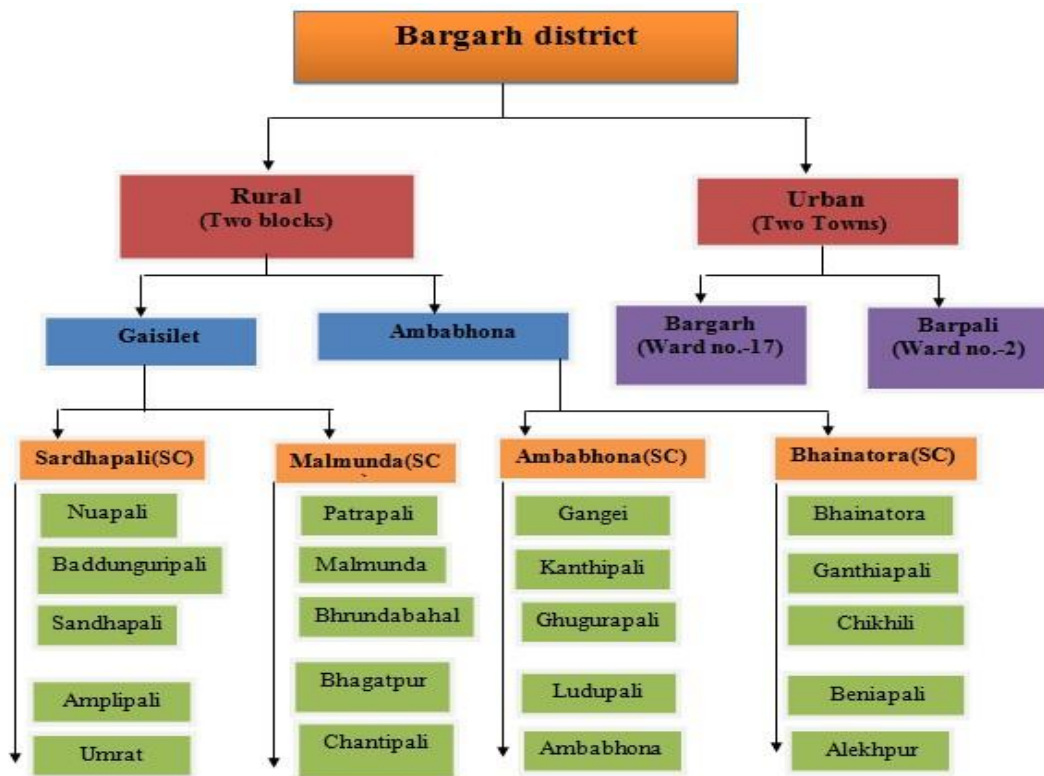 Bargarh district
Rural
(Two blocks)
Urban
(Two Towns)
Gaisilet
Ambabhona
Bargarh
(Ward no.-17)
Barpali
(Ward no.-2)
Sardhapali(SC)
Malmunda(SC
)
Ambabhona(SC)
Bhainatora(SC)
Nuapali
Baddunguripali
Sandhapali
Amplipali
Umrat
Patrapali
Malmunda
Bhrundabahal
Bhagatpur
Chantipali
Gangei
Kanthipali
Ghugurapali
Ludupali
Ambabhona
Bhainatora
Ganthiapali
Chikhili
Beniapali
Alekhpur